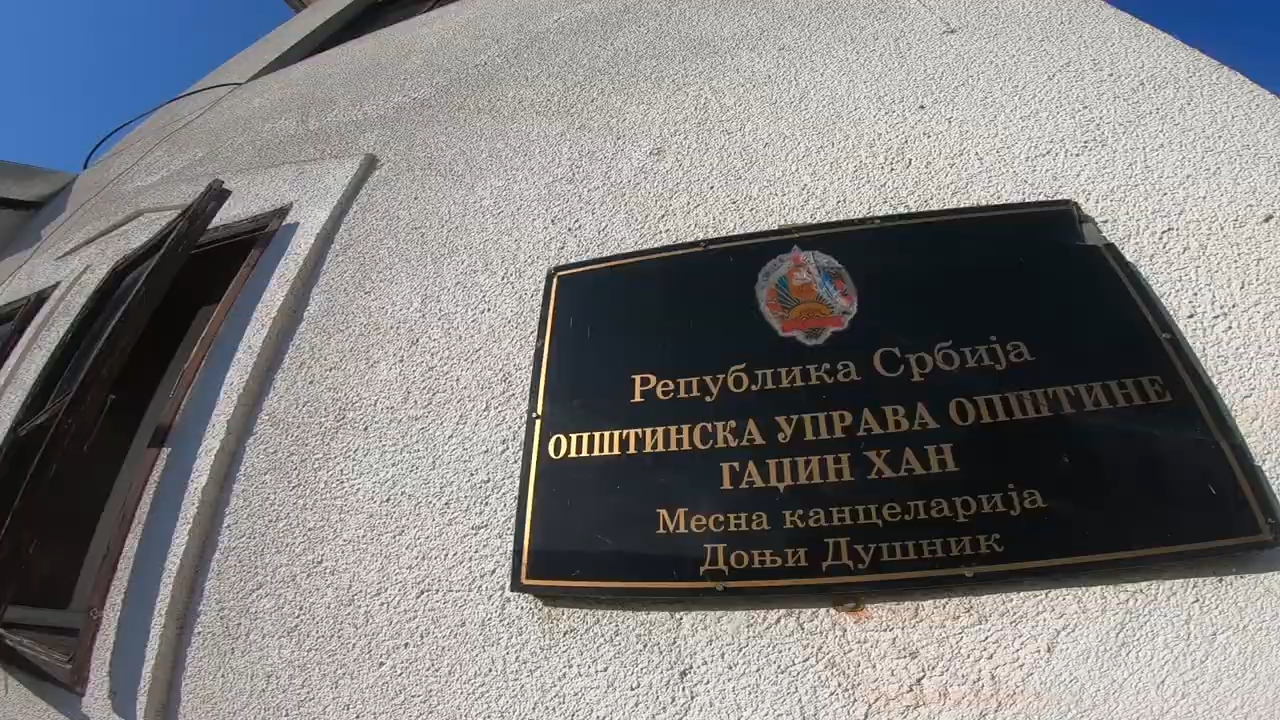 Република Србија
ОПШТИНСКА УПРАВА ОПШТИНЕ
ГАЏИН ХАН
Месна канцеларија
Доњи Душник